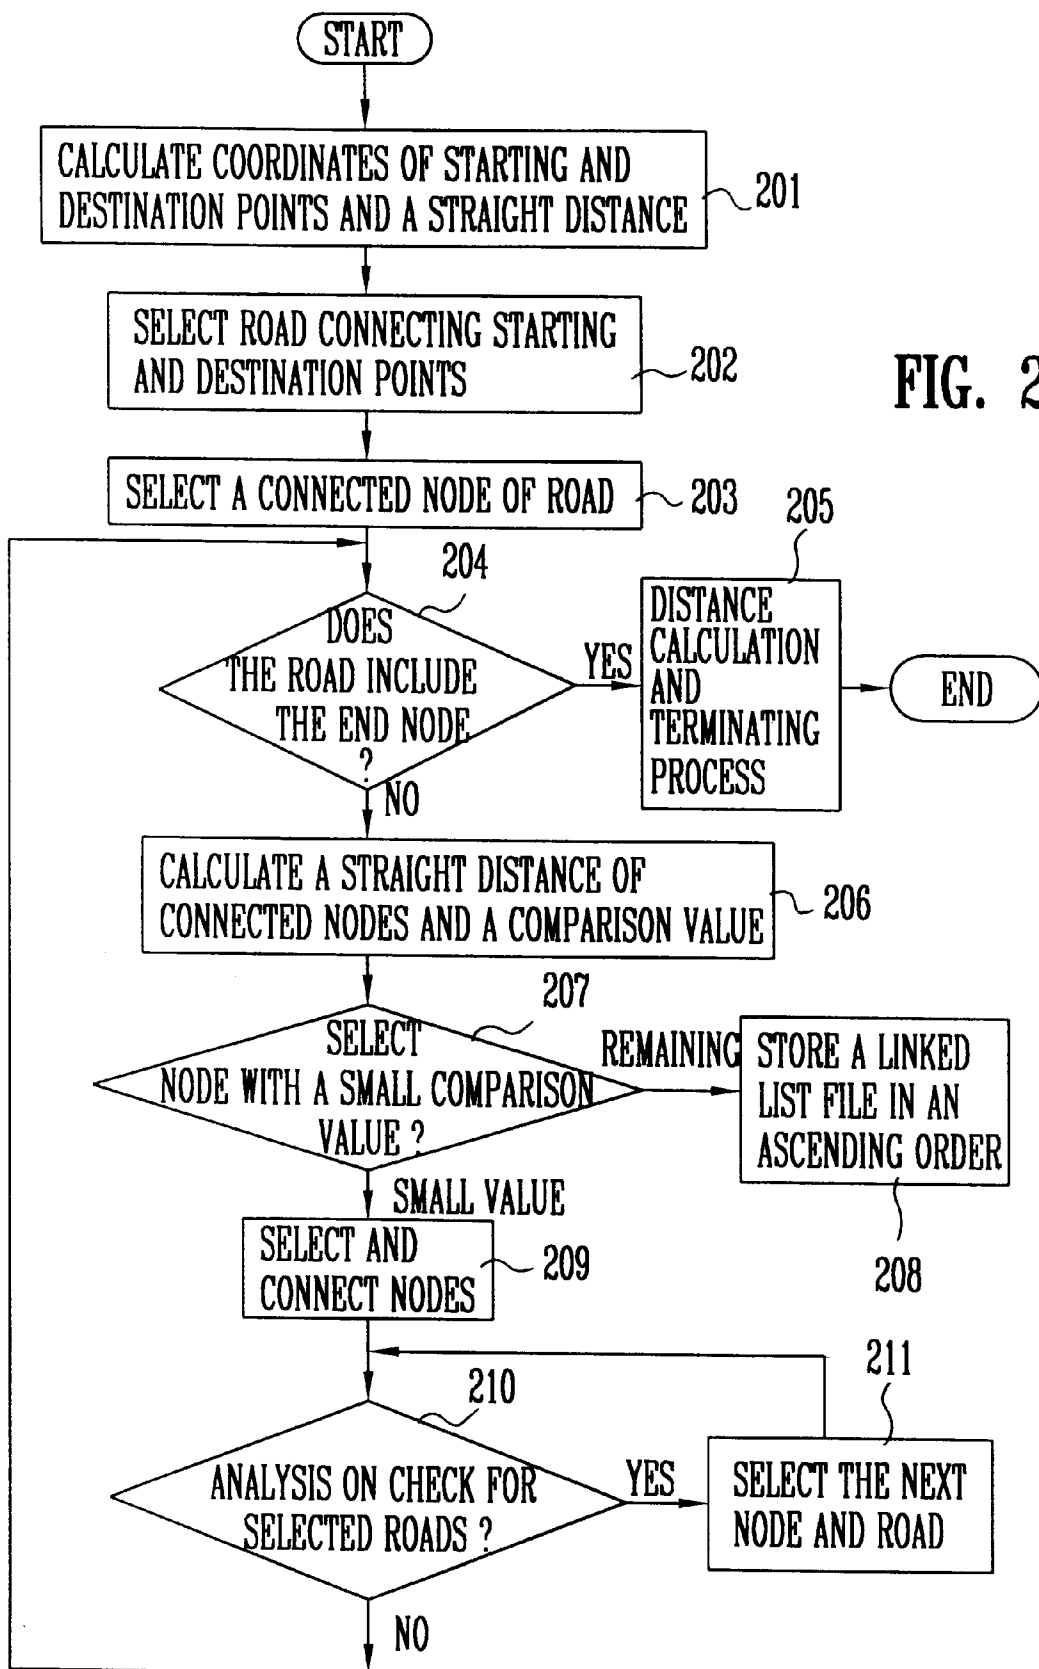 START
CALCULATE COORDINATES OF STARTING AND
DESTINATION POINTS AND A STRAIGHT DISTANCE
201
SELECT ROAD CONNECTING STARTING
AND DESTINATION POINTS
202
FIG. 2
SELECT A CONNECTED NODE OF ROAD
203
204
DOES
THE ROAD INCLUDE
THE END NODE
?
YES
205
DISTANCE
CALCULATION
AND
TERMINATING
PROCESS
END
NO
CALCULATE A STRAIGHT DISTANCE OF
CONNECTED NODES AND A COMPARISON VALUE
206
207
SELECT
NODE WITH A SMALL COMPARISON
VALUE ?
REMAINING
STORE A LINKED
LIST FILE IN AN
ASCENDING ORDER
208
SMALL VALUE
SELECT AND
CONNECT NODES
209
210
ANALYSIS ON CHECK FOR
SELECTED ROADS ?
YES
211
SELECT THE NEXT
NODE AND ROAD
NO